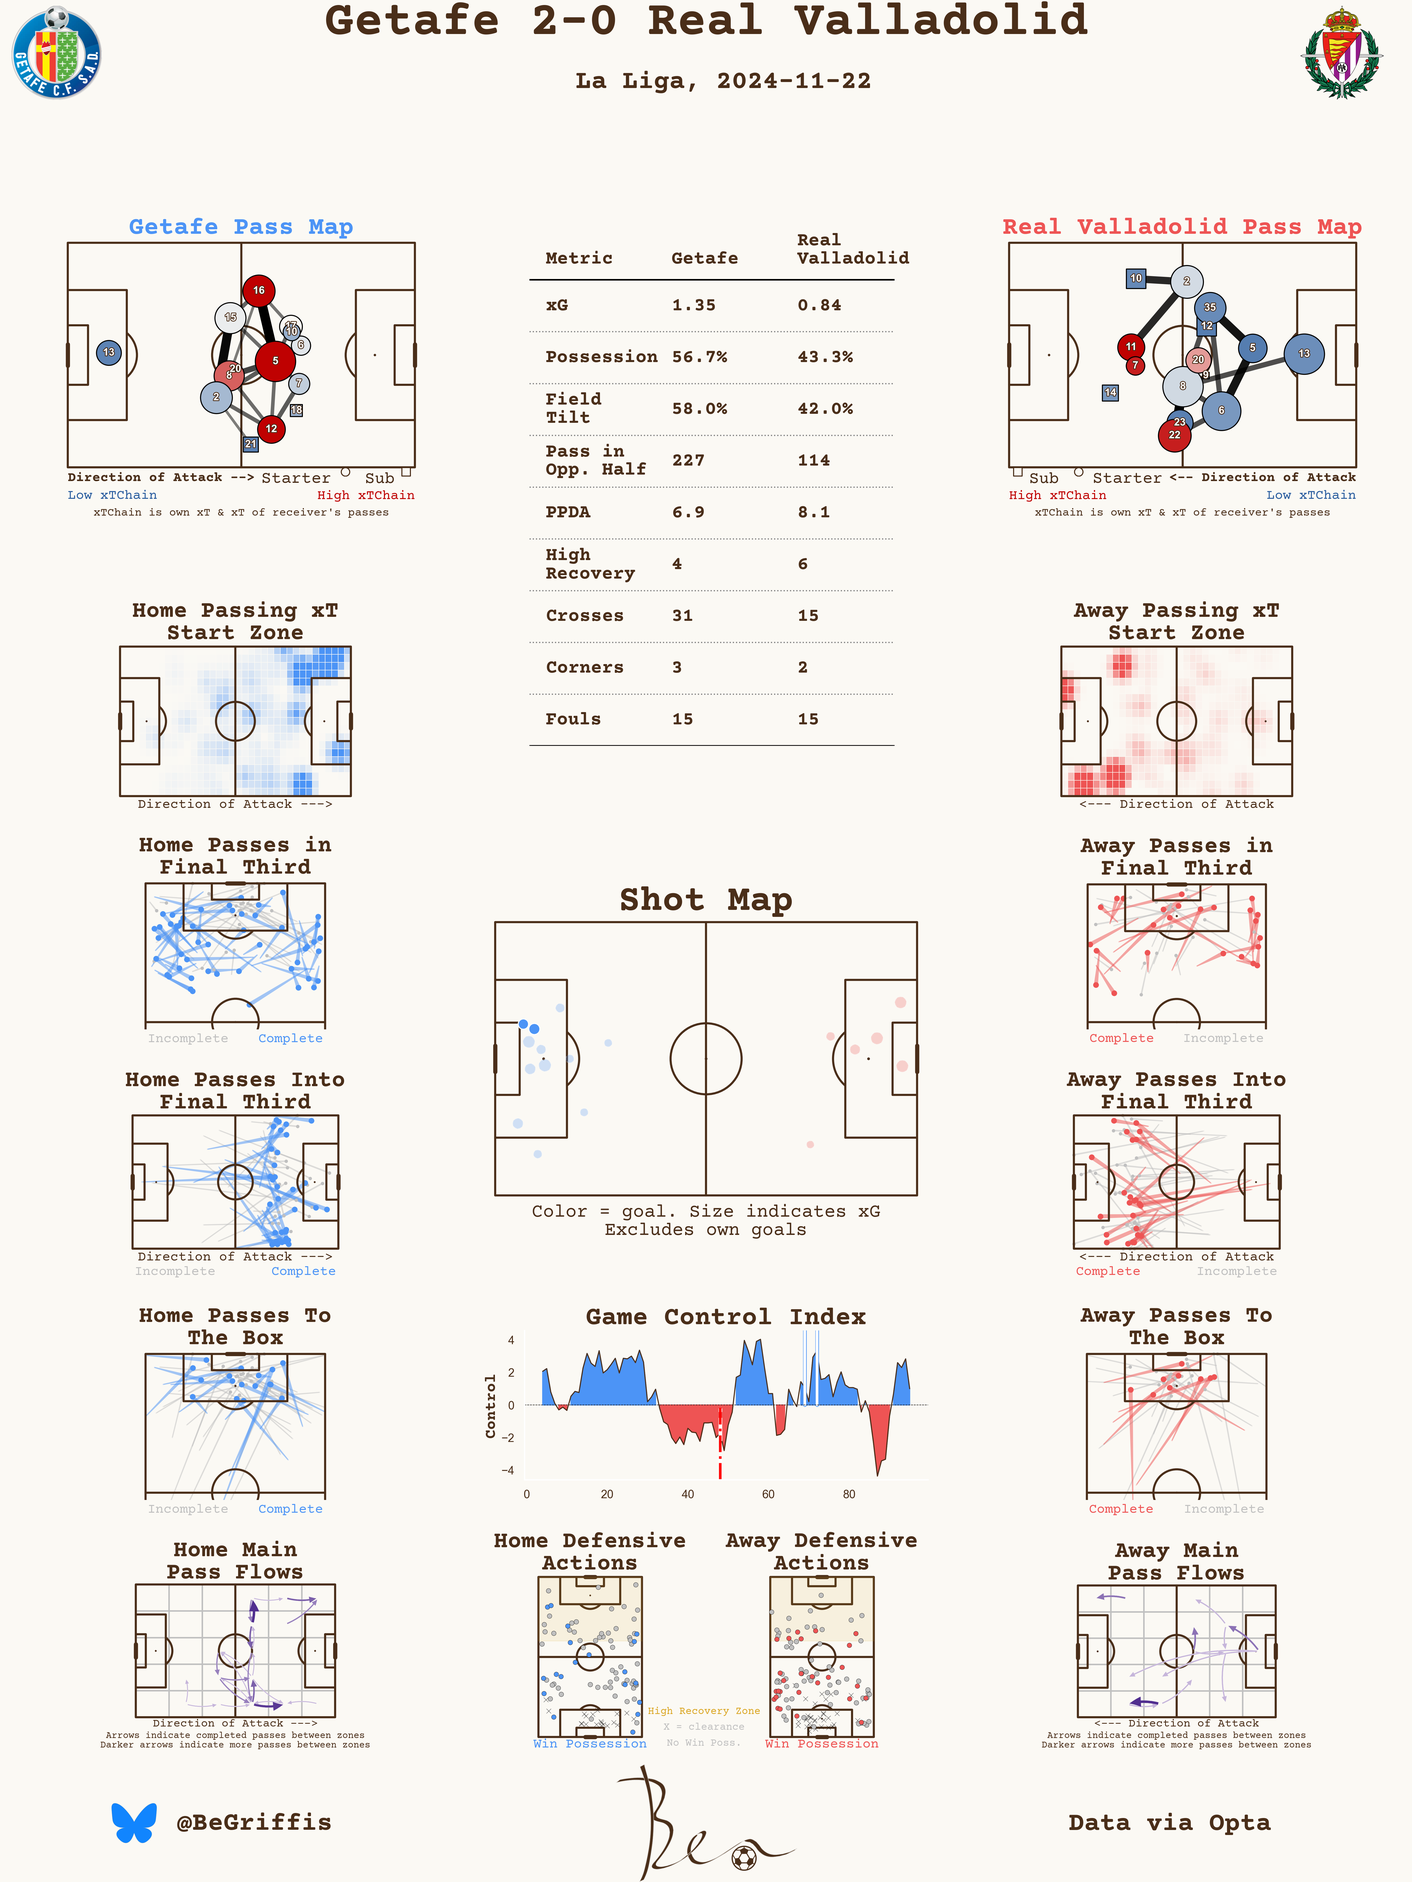 Getafe 2-0 Real Valladolid
La Liga, 2024-11-22
GETAFE C.F. S.A.D.
Getafe Pass Map
16
15
17
10
6
13
5
20
8
7
2
18
12
21
Direction of Attack --> Starter Sub
Low xTChain High xTChain
xTChain is own xT & xT of receiver's passes
Metric Getafe Real Valladolid
xG 1.35 0.84
Possession 56.7% 43.3%
Field Tilt 58.0% 42.0%
Pass in Opp. Half 227 114
PPDA 6.9 8.1
High Recovery 4 6
Crosses 31 15
Corners 3 2
Fouls 15 15
Real Valladolid Pass Map
10
2
35
12
11
5
13
7
20
9
8
14
6
23
22
Sub Starter <-- Direction of Attack
High xTChain Low xTChain
xTChain is own xT & xT of receiver's passes
Home Passing xT
Start Zone
Direction of Attack --->
Away Passing xT
Start Zone
<--- Direction of Attack
Home Passes in
Final Third
Incomplete Complete
Away Passes in
Final Third
Complete Incomplete
Shot Map
Color = goal. Size indicates xG
Excludes own goals
Home Passes Into
Final Third
Direction of Attack --->
Incomplete Complete
Away Passes Into
Final Third
<--- Direction of Attack
Complete Incomplete
Home Passes To
The Box
Incomplete Complete
Game Control Index
Control
4
2
0
−2
−4
0 20 40 60 80
Away Passes To
The Box
Complete Incomplete
Home Main
Pass Flows
Direction of Attack --->
Arrows indicate completed passes between zones
Darker arrows indicate more passes between zones
Home Defensive
Actions
Win Possession
Away Defensive
Actions
Win Possession
High Recovery Zone
X = clearance
No Win Poss.
Away Main
Pass Flows
<--- Direction of Attack
Arrows indicate completed passes between zones
Darker arrows indicate more passes between zones
@BeGriffis
Ben
Data via Opta